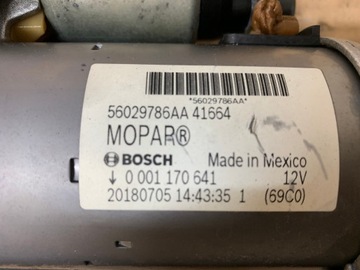 *56029786AA*
56029786AA 41664
MOPAR®
BOSCH Made in Mexico
↓ 0 001 170 641 12V
20180705 14:43:35 1 (69C0)